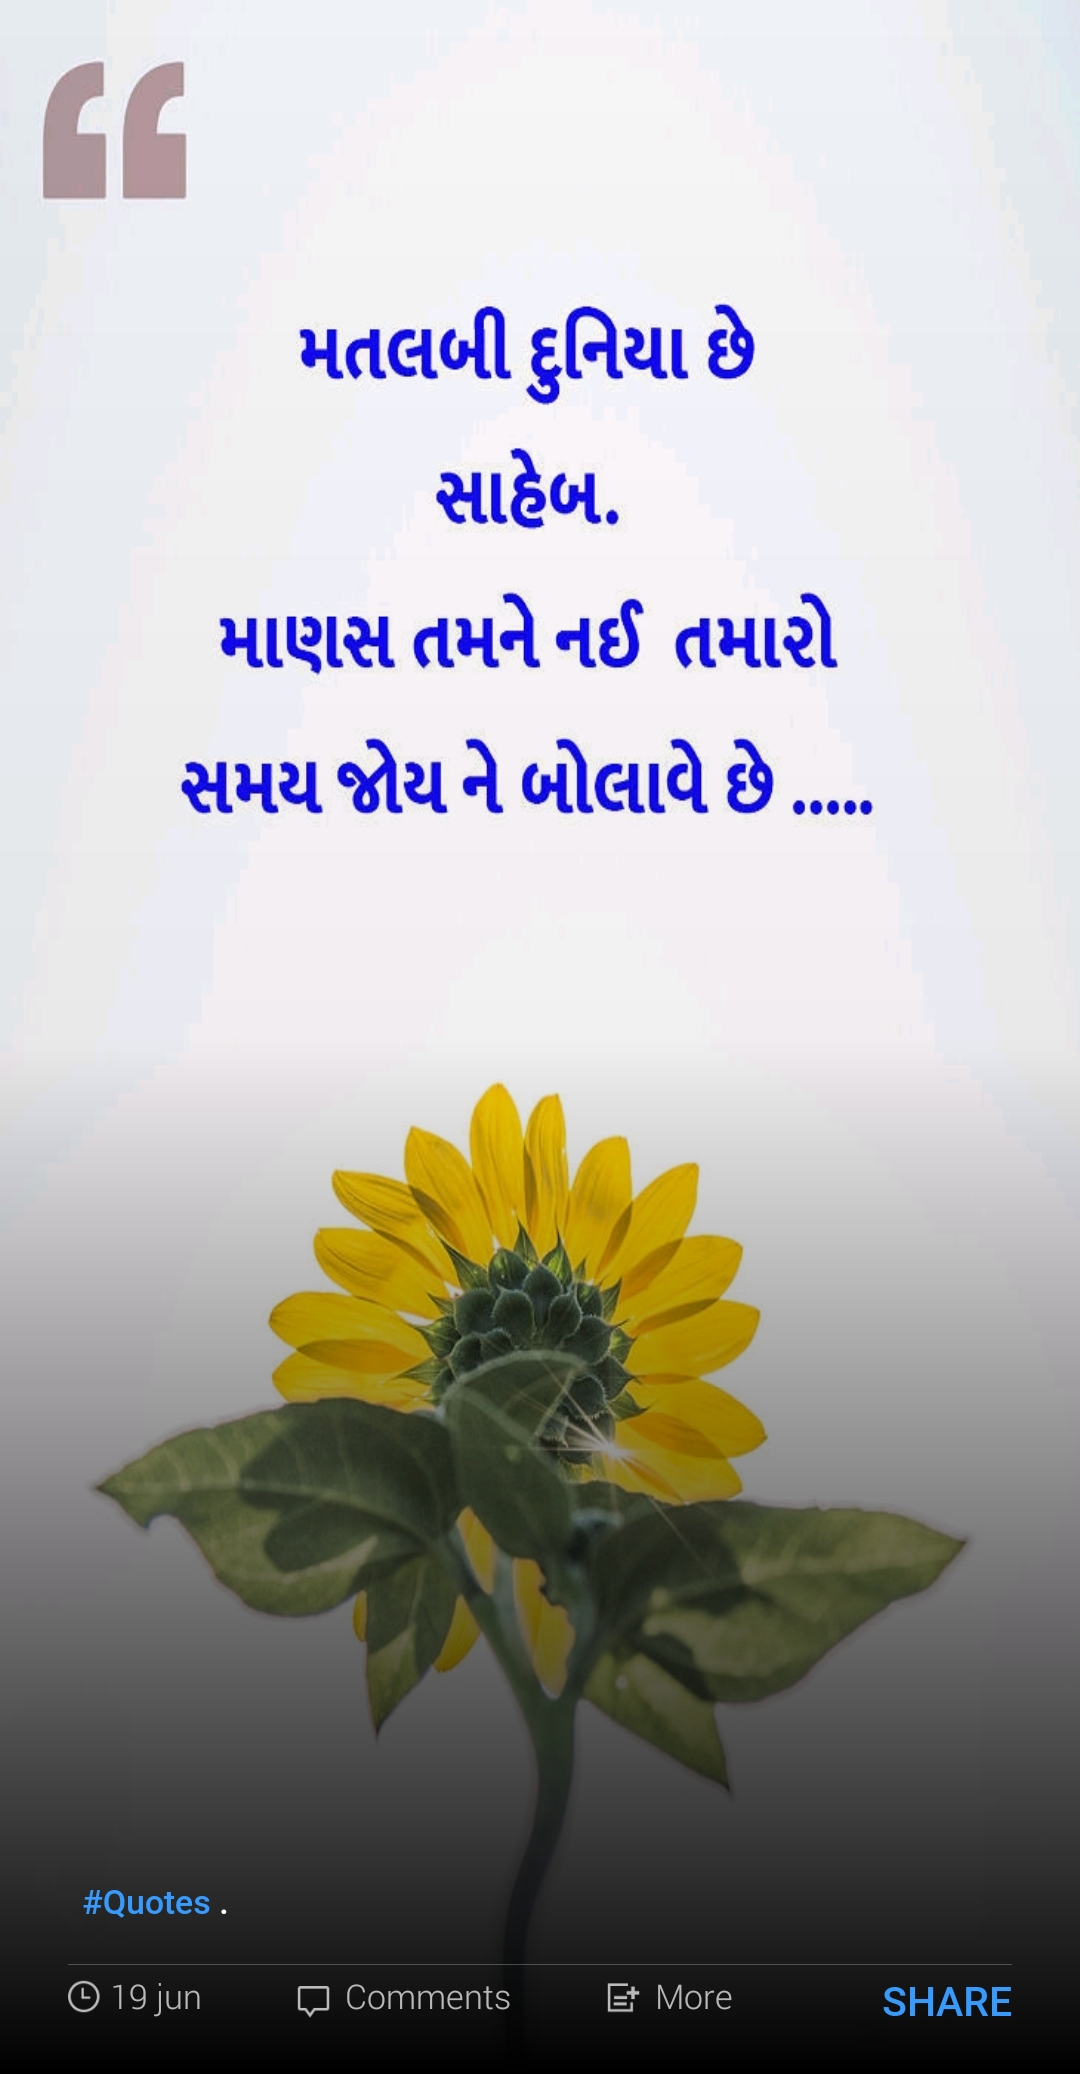 “
મતલબી દુનિયા છે
સાહેબ.
માણસ તમને નઈ તમારો
સમય જોય ને બોલાવે છે .....
#Quotes .
19 jun
Comments
More
SHARE